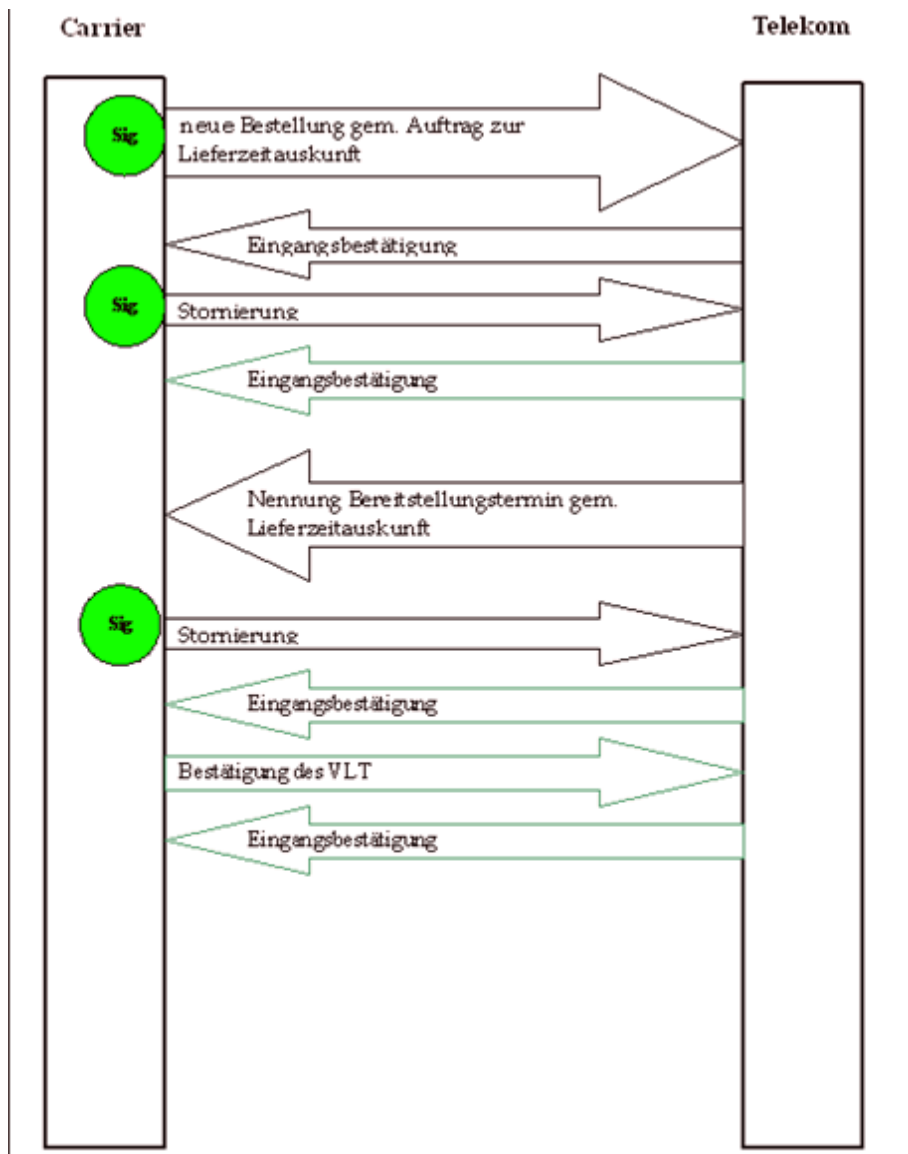 Carrier
Telekom
Sig
neue Bestellung gem. Auftrag zur
Lieferzeitauskunft
Eingangsbestätigung
Sig
Stornierung
Eingangsbestätigung
Nennung Bereitstellungstermin gem.
Lieferzeitauskunft
Sig
Stornierung
Eingangsbestätigung
Bestätigung des VLT
Eingangsbestätigung